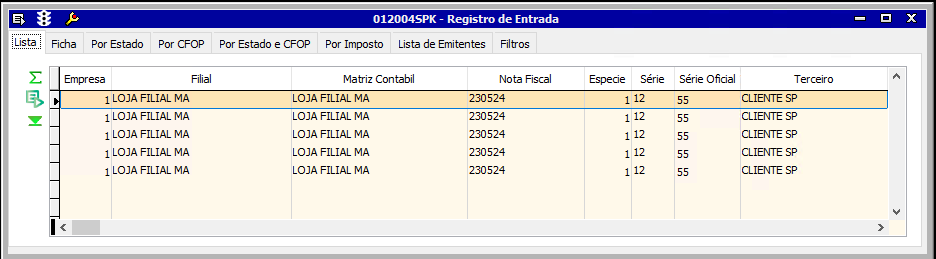 012004SPK - Registro de Entrada
Lista Ficha Por Estado Por CFOP Por Estado e CFOP Por Imposto Lista de Emitentes Filtros
Empresa Filial Matriz Contabil Nota Fiscal Especie Série Série Oficial Terceiro
1 LOJA FILIAL MA LOJA FILIAL MA 230524 1 12 55 CLIENTE SP
1 LOJA FILIAL MA LOJA FILIAL MA 230524 1 12 55 CLIENTE SP
1 LOJA FILIAL MA LOJA FILIAL MA 230524 1 12 55 CLIENTE SP
1 LOJA FILIAL MA LOJA FILIAL MA 230524 1 12 55 CLIENTE SP
1 LOJA FILIAL MA LOJA FILIAL MA 230524 1 12 55 CLIENTE SP